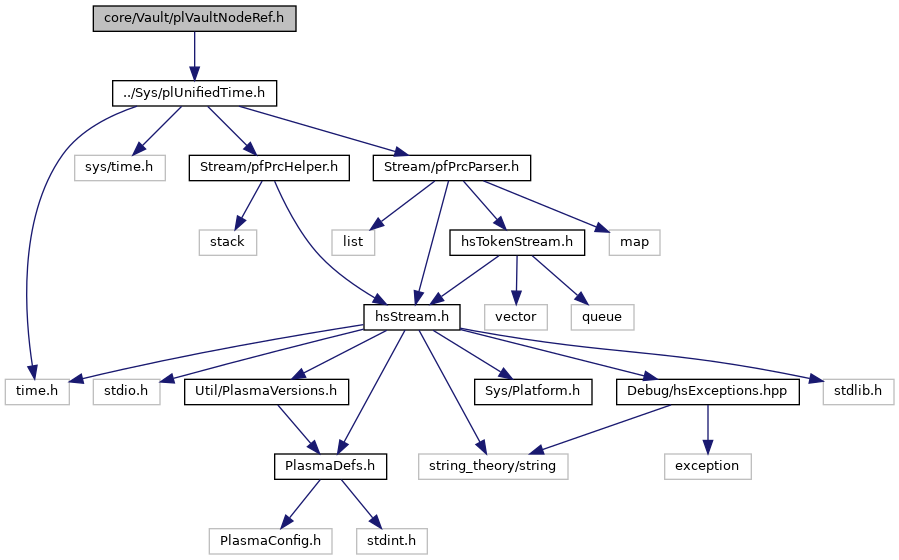 core/Vault/plVaultNodeRef.h
../Sys/plUnifiedTime.h
sys/time.h
Stream/pfPrcHelper.h
Stream/pfPrcParser.h
stack
list
hsTokenStream.h
map
hsStream.h
vector
queue
time.h
stdio.h
Util/PlasmaVersions.h
Sys/Platform.h
Debug/hsExceptions.hpp
stdlib.h
PlasmaDefs.h
string_theory/string
exception
PlasmaConfig.h
stdint.h